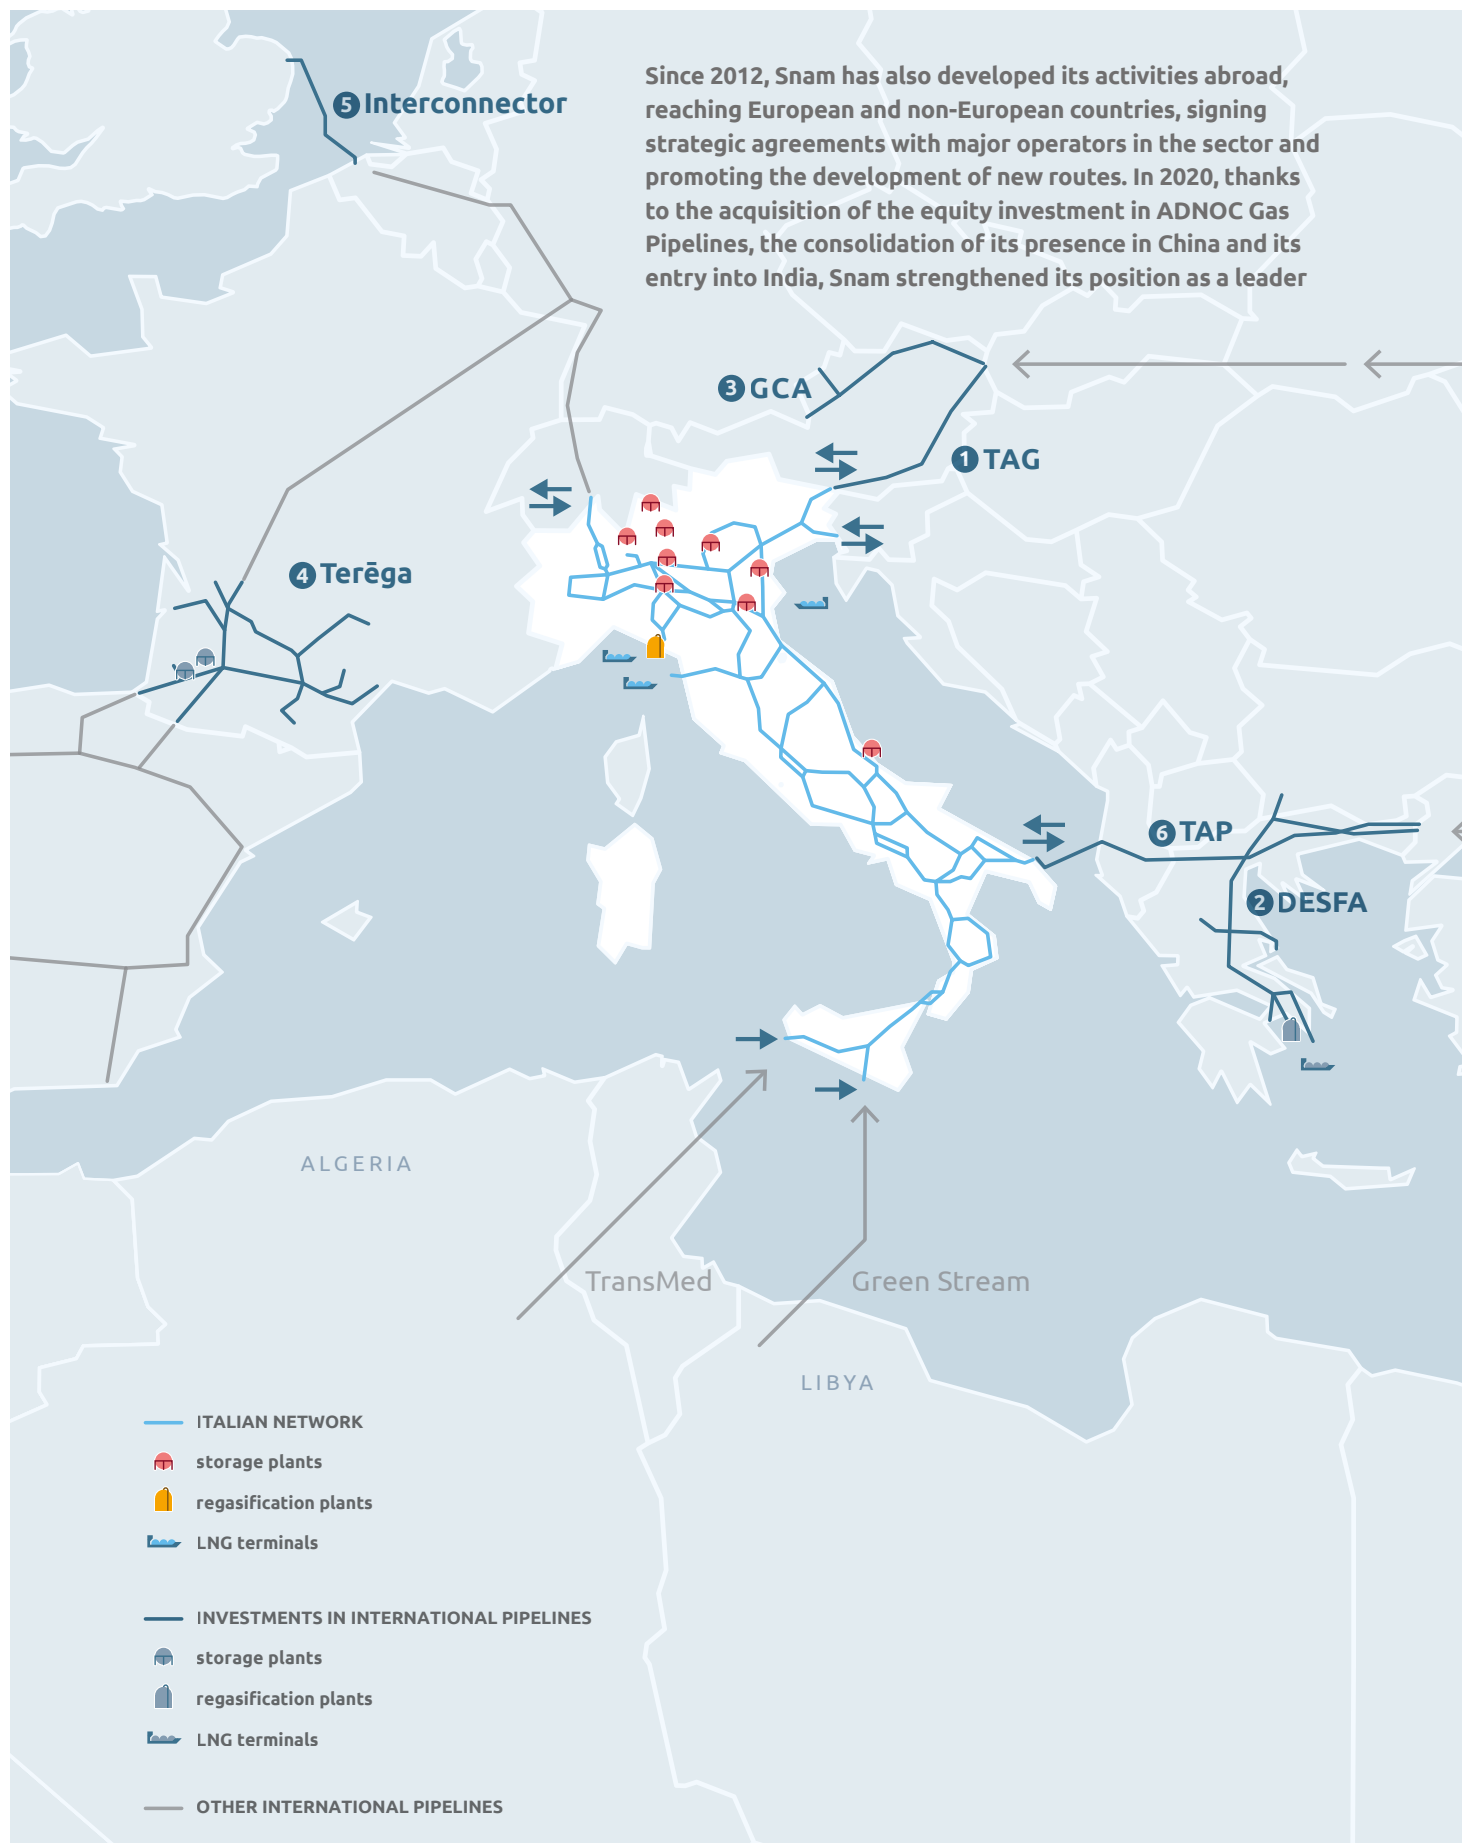 Since 2012, Snam has also developed its activities abroad,
reaching European and non-European countries, signing
strategic agreements with major operators in the sector and
promoting the development of new routes. In 2020, thanks
to the acquisition of the equity investment in ADNOC Gas
Pipelines, the consolidation of its presence in China and its
entry into India, Snam strengthened its position as a leader
5 Interconnector
3 GCA
1 TAG
4 Terēga
6 TAP
2 DESFA
ALGERIA
TransMed
Green Stream
LIBYA
ITALIAN NETWORK
storage plants
regasification plants
LNG terminals
INVESTMENTS IN INTERNATIONAL PIPELINES
storage plants
regasification plants
LNG terminals
OTHER INTERNATIONAL PIPELINES